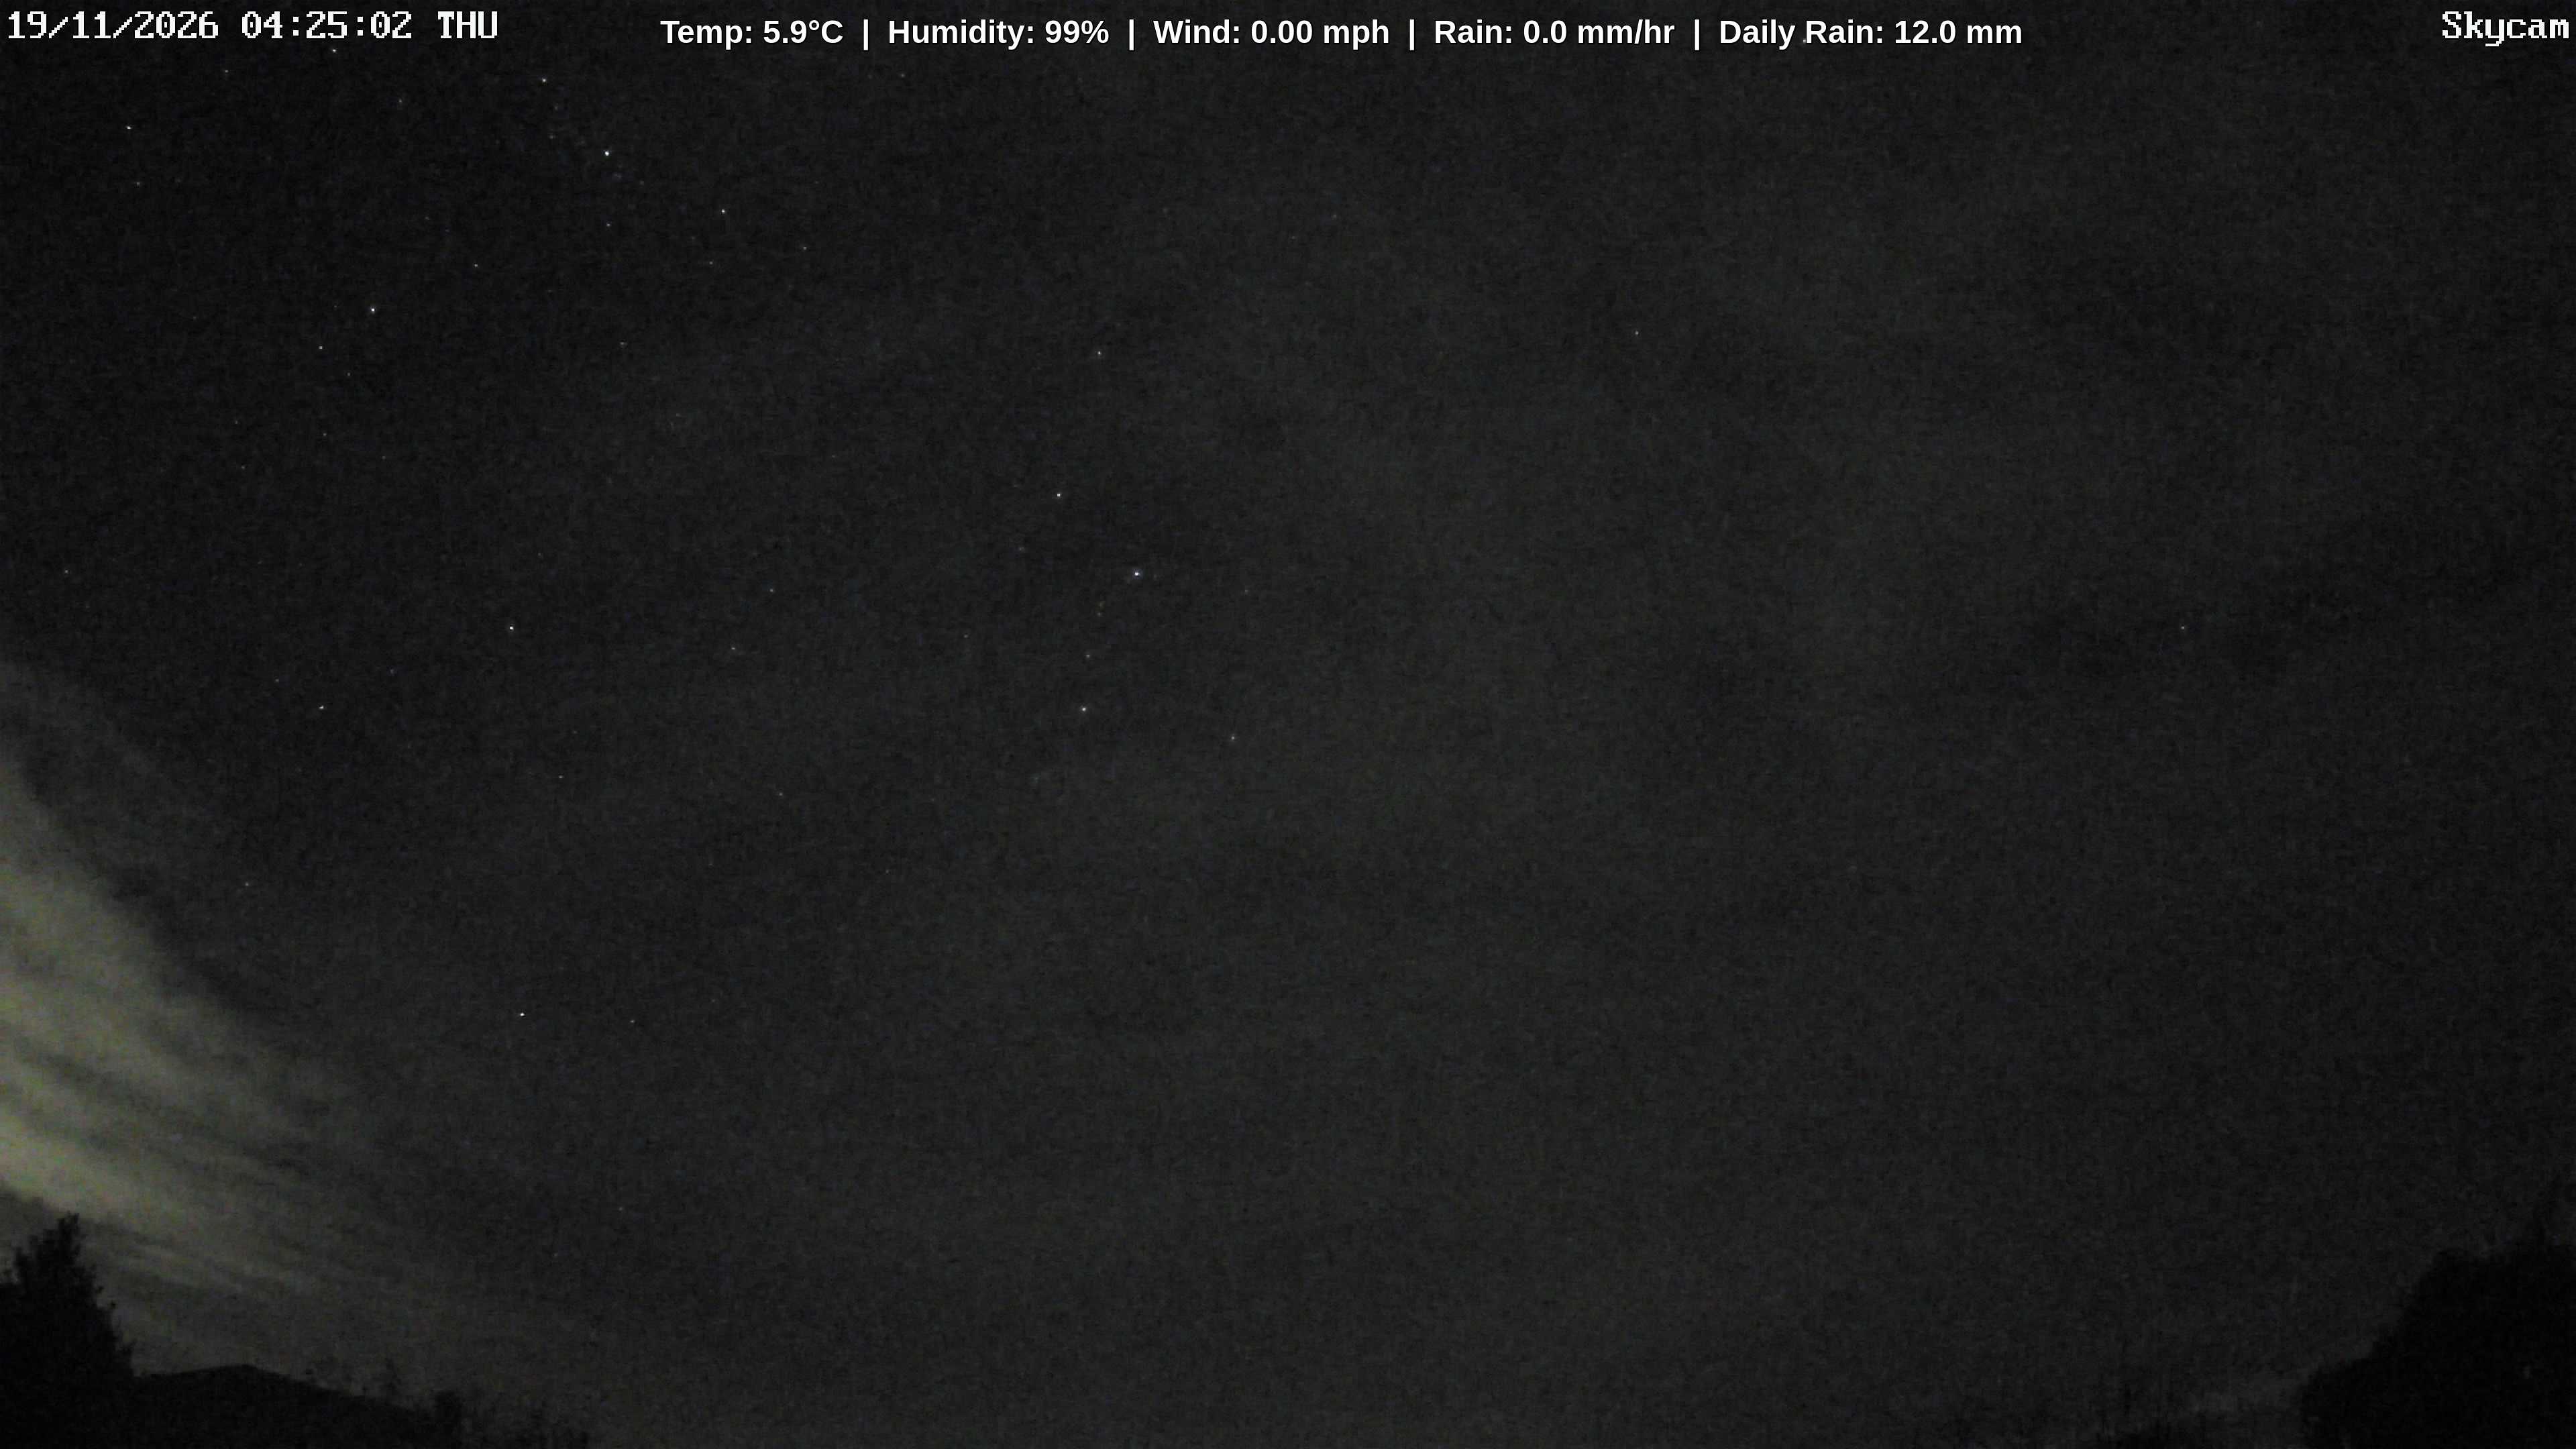 19/11/2026 04:25:02 THU
Temp: 5.9°C | Humidity: 99% | Wind: 0.00 mph | Rain: 0.0 mm/hr | Daily Rain: 12.0 mm
Skycam